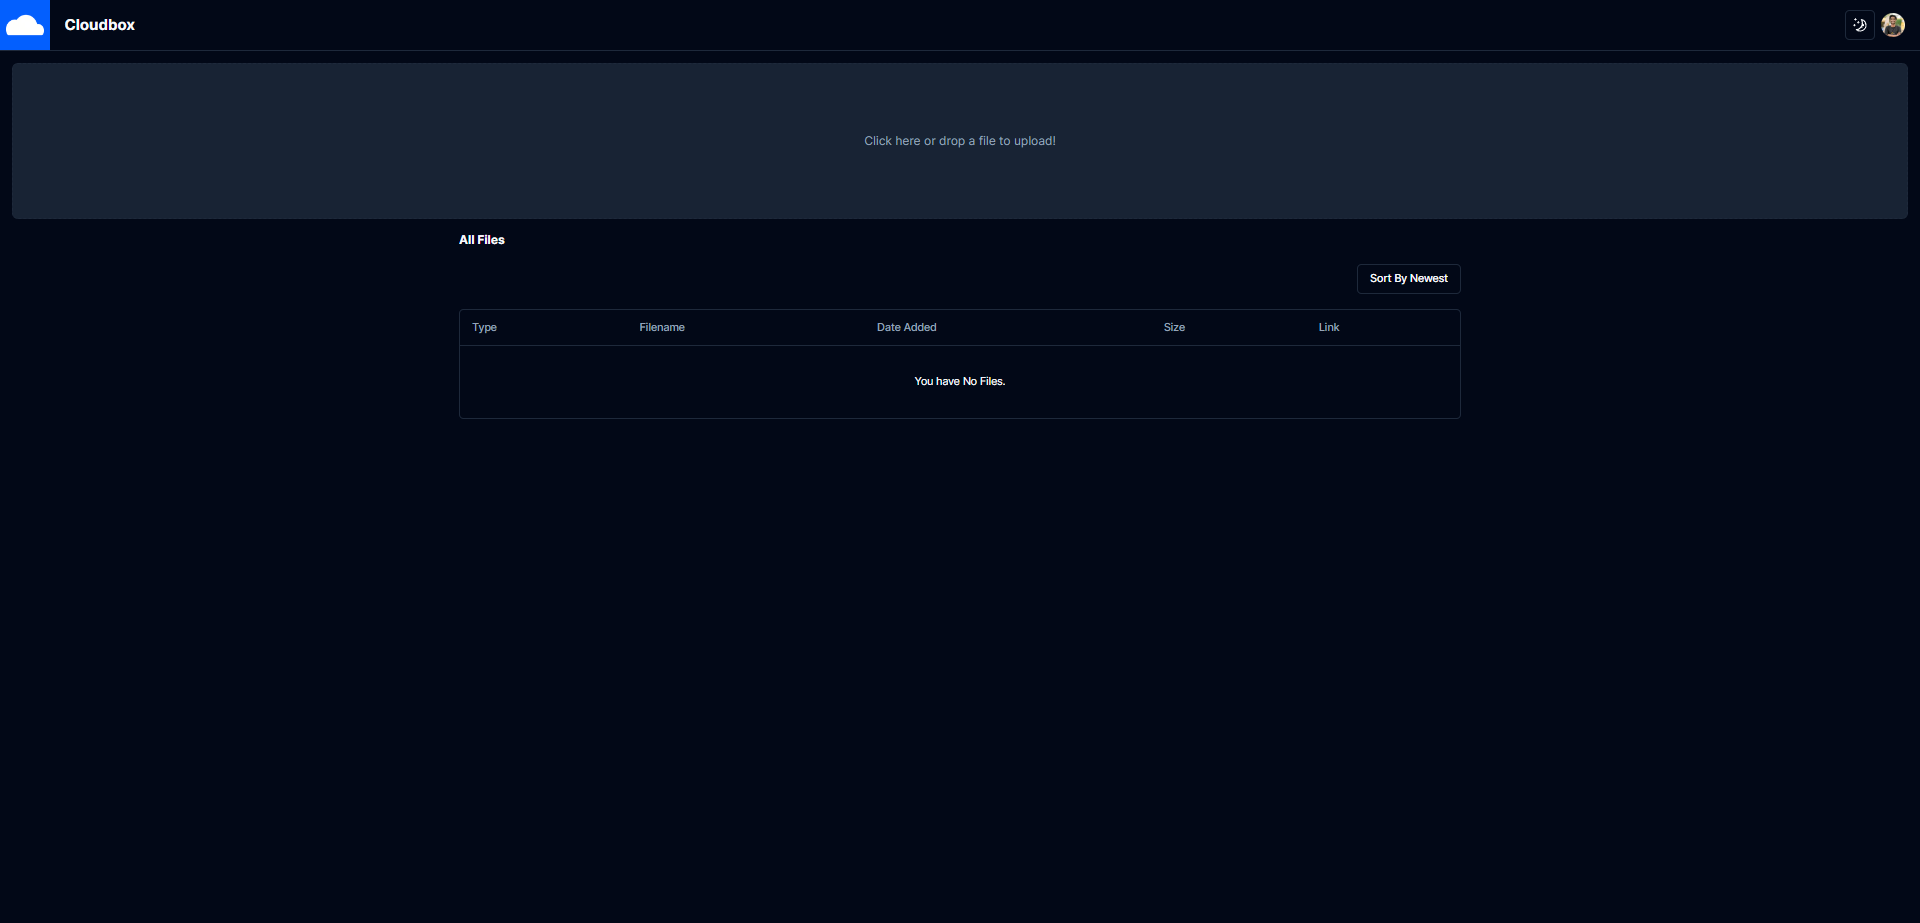 Cloudbox
Click here or drop a file to upload!
All Files
Sort By Newest
Type Filename Date Added Size Link
You have No Files.